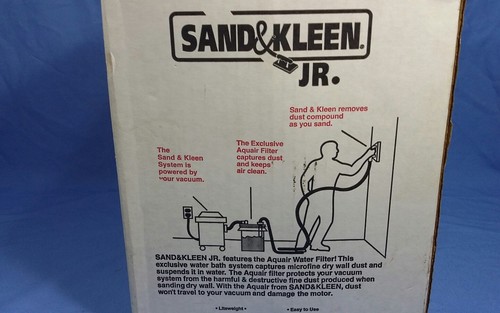 SAND&KLEEN®
JR.
Sand & Kleen removes
dust compound
as you sand.
The Exclusive
Aquair Filter
captures dust
and keeps
air clean.
The
Sand & Kleen
System is
powered by
your vacuum.
SAND&KLEEN JR. features the Aquair Water Filter! This
exclusive water bath system captures microfine dry wall dust and
suspends it in water. The Aquair filter protects your vacuum
system from the harmful & destructive fine dust produced when
sanding dry wall. With the Aquair from SAND&KLEEN, dust
won't travel to your vacuum and damage the motor.
• Liteweight • • Easy to Use